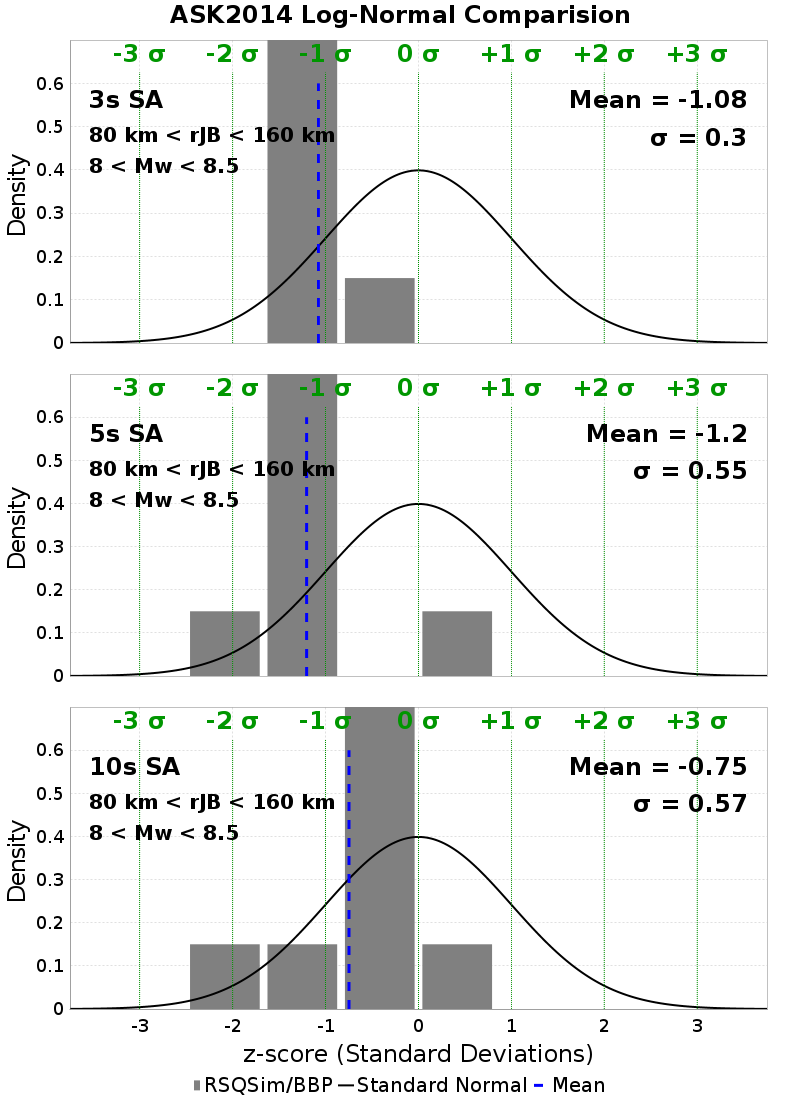 ASK2014 Log-Normal Comparision
-3 σ -2 σ -1 σ 0 σ +1 σ +2 σ +3 σ
3s SA
80 km < rJB < 160 km
8 < Mw < 8.5
Mean = -1.08
σ = 0.3
Density
0.6
0.5
0.4
0.3
0.2
0.1
0
-3 σ -2 σ -1 σ 0 σ +1 σ +2 σ +3 σ
5s SA
80 km < rJB < 160 km
8 < Mw < 8.5
Mean = -1.2
σ = 0.55
Density
0.6
0.5
0.4
0.3
0.2
0.1
0
-3 σ -2 σ -1 σ 0 σ +1 σ +2 σ +3 σ
10s SA
80 km < rJB < 160 km
8 < Mw < 8.5
Mean = -0.75
σ = 0.57
Density
0.6
0.5
0.4
0.3
0.2
0.1
0
-3 -2 -1 0 1 2 3
z-score (Standard Deviations)
RSQSim/BBP Standard Normal Mean